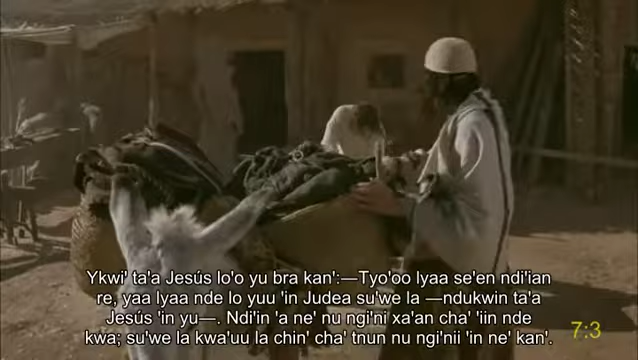 Ykwi' ta'a Jesús lo'o yu bra kan':—Tyo'oo lyaa se'en ndi'ian
re, yaa lyaa nde lo yuu 'in Judea su'we la —ndukwin ta'a
Jesús 'in yu—. Ndi'in 'a ne' nu ngi'ni xa'an cha' 'iin nde
kwa; su'we la kwa'uu la chin' cha' tnun nu ngi'nii 'in ne' kan'.
7:3